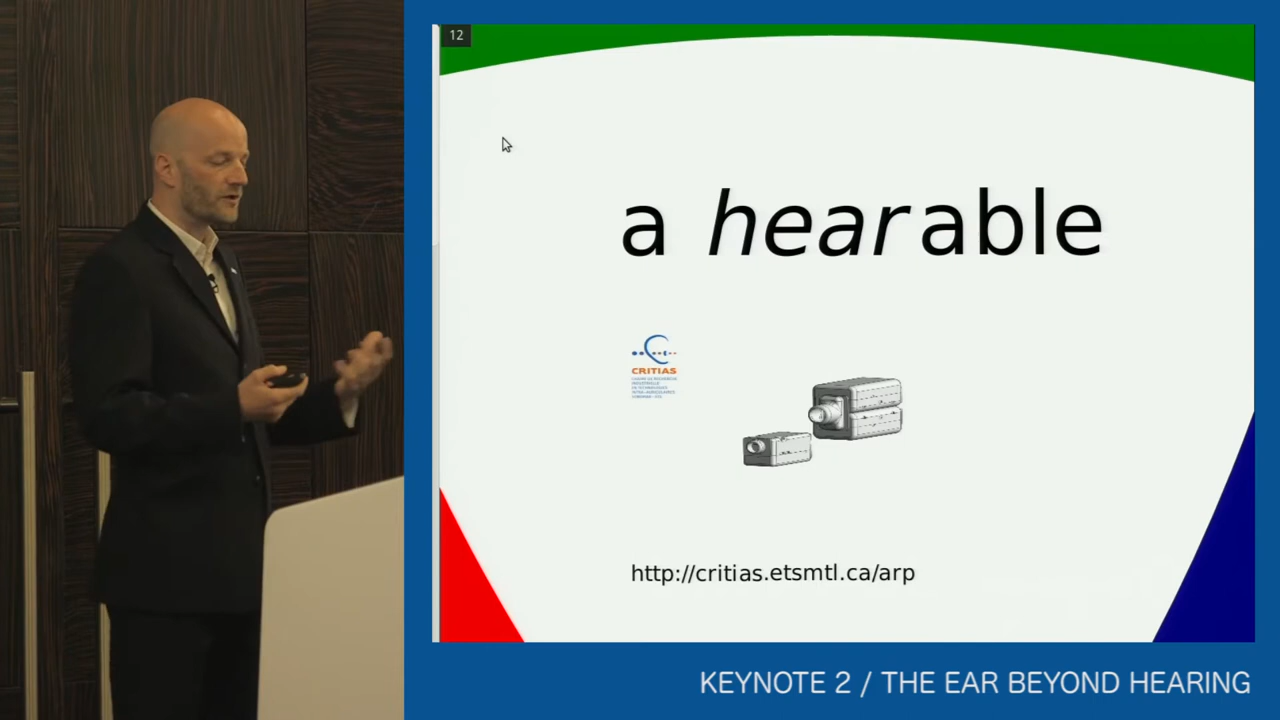 12
a hearable
CRITIAS
http://critias.etsmtl.ca/arp
KEYNOTE 2 / THE EAR BEYOND HEARING